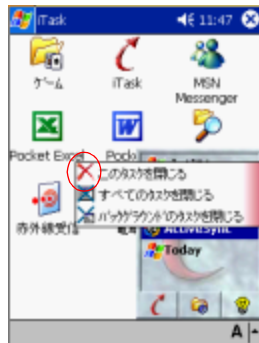 iTask 11:47
ゲーム
iTask
MSN
Messenger
Pocket Excel
Pock
このタスクを閉じる
すべてのタスクを閉じる
バックグラウンドのタスクを閉じる
赤外線受信
ActiveSync
Today
A